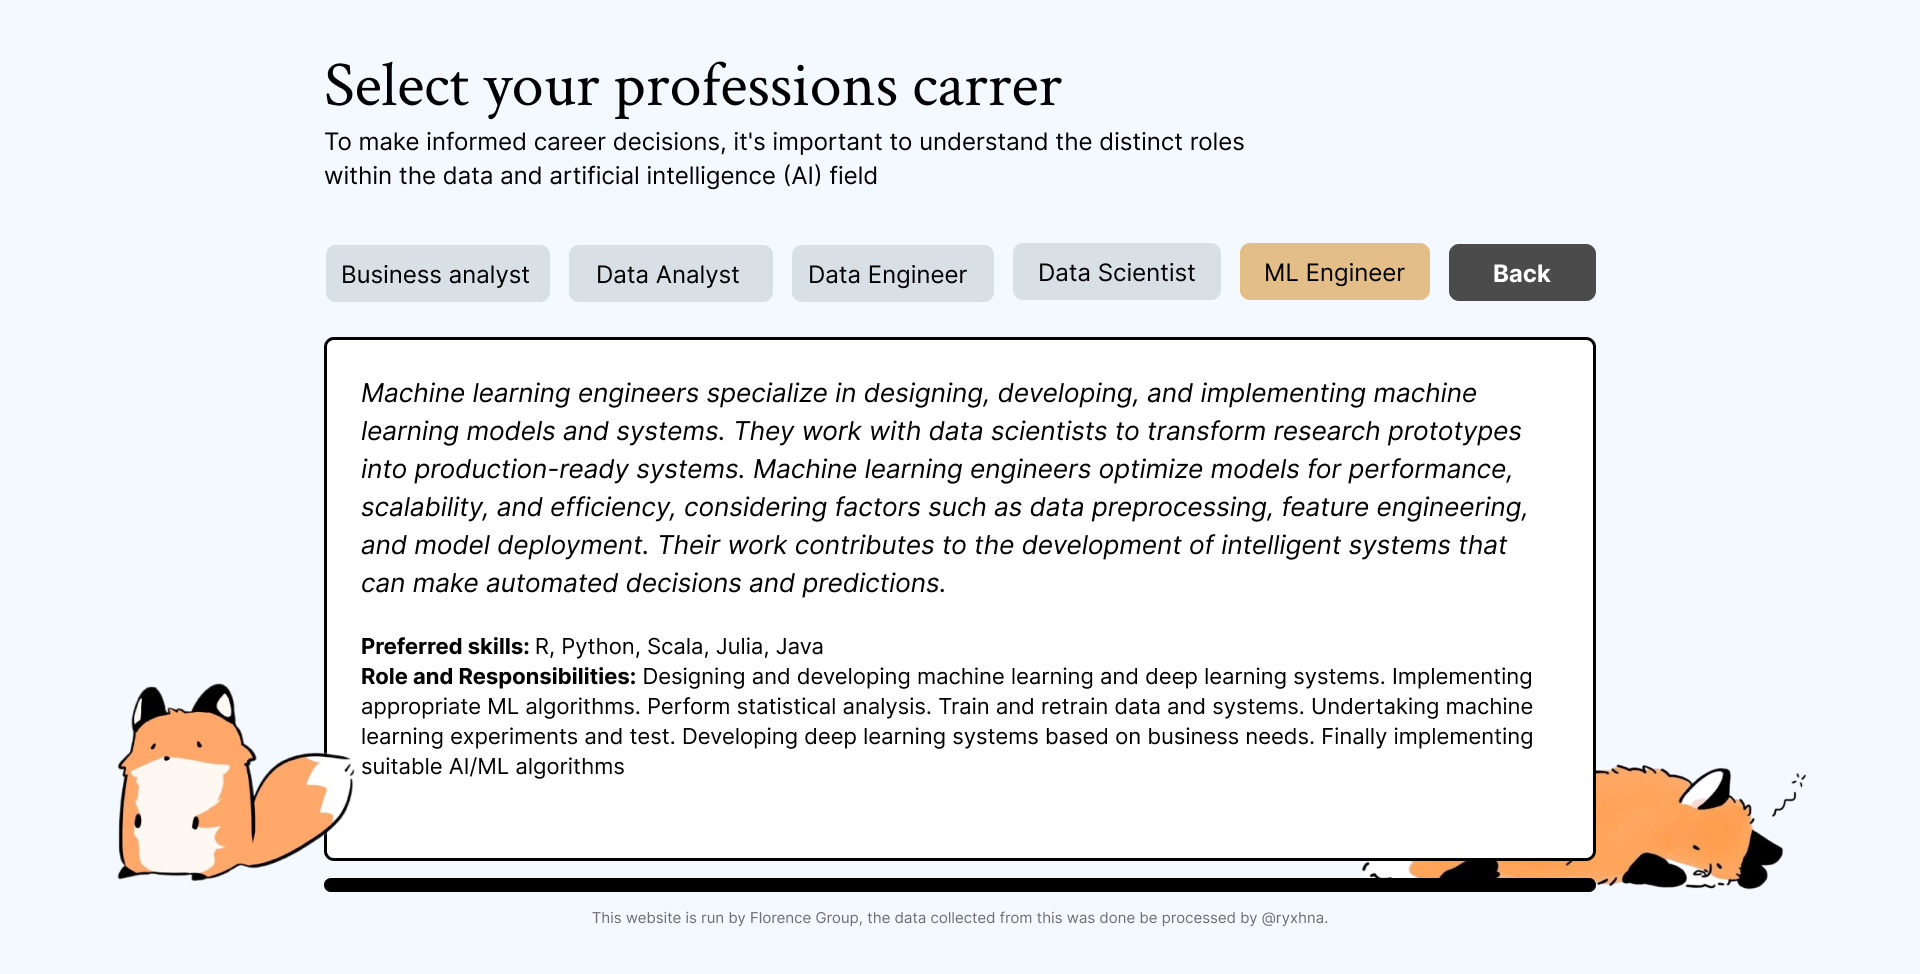 Select your professions carrer
To make informed career decisions, it's important to understand the distinct roles
within the data and artificial intelligence (AI) field
Business analyst
Data Analyst
Data Engineer
Data Scientist
ML Engineer
Back
Machine learning engineers specialize in designing, developing, and implementing machine
learning models and systems. They work with data scientists to transform research prototypes
into production-ready systems. Machine learning engineers optimize models for performance,
scalability, and efficiency, considering factors such as data preprocessing, feature engineering,
and model deployment. Their work contributes to the development of intelligent systems that
can make automated decisions and predictions.
Preferred skills: R, Python, Scala, Julia, Java
Role and Responsibilities: Designing and developing machine learning and deep learning systems. Implementing
appropriate ML algorithms. Perform statistical analysis. Train and retrain data and systems. Undertaking machine
learning experiments and test. Developing deep learning systems based on business needs. Finally implementing
suitable AI/ML algorithms
This website is run by Florence Group, the data collected from this was done be processed by @ryxhna.